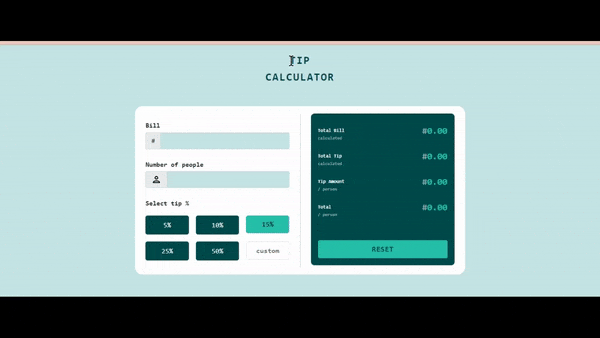 TIP
CALCULATOR
Bill
#
Number of people
Select tip %
5%
10%
15%
25%
50%
custom
Total Bill
calculated
#0.00
Total Tip
calculated
#0.00
Tip Amount
/ person
#0.00
Total
/ person
#0.00
RESET